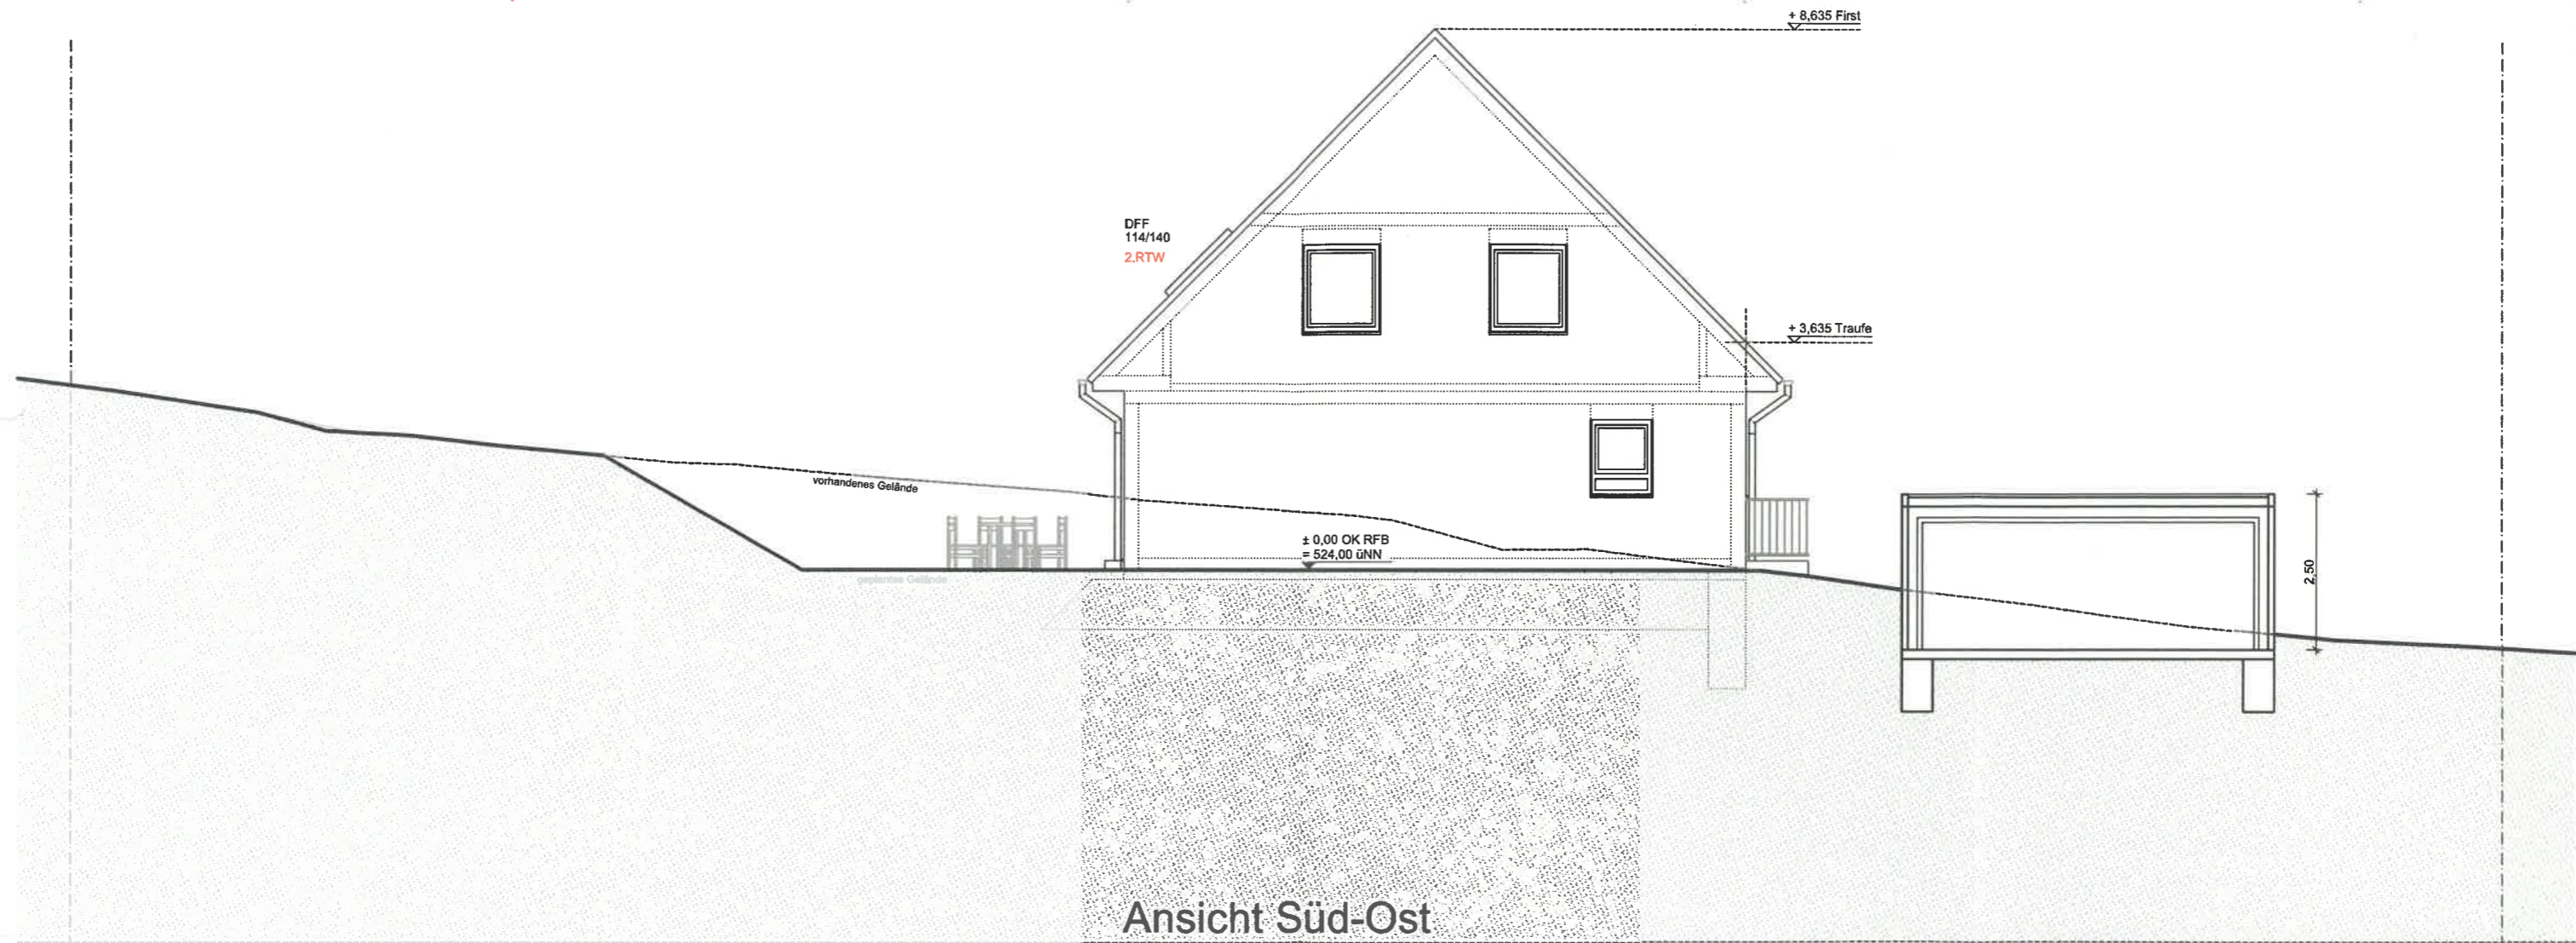 + 8,635 First
DFF
114/140
2.RTW
+ 3,635 Traufe
vorhandenes Gelände
± 0,00 OK RFB
= 524,00 üNN
geplantes Gelände
2,50
Ansicht Süd-Ost